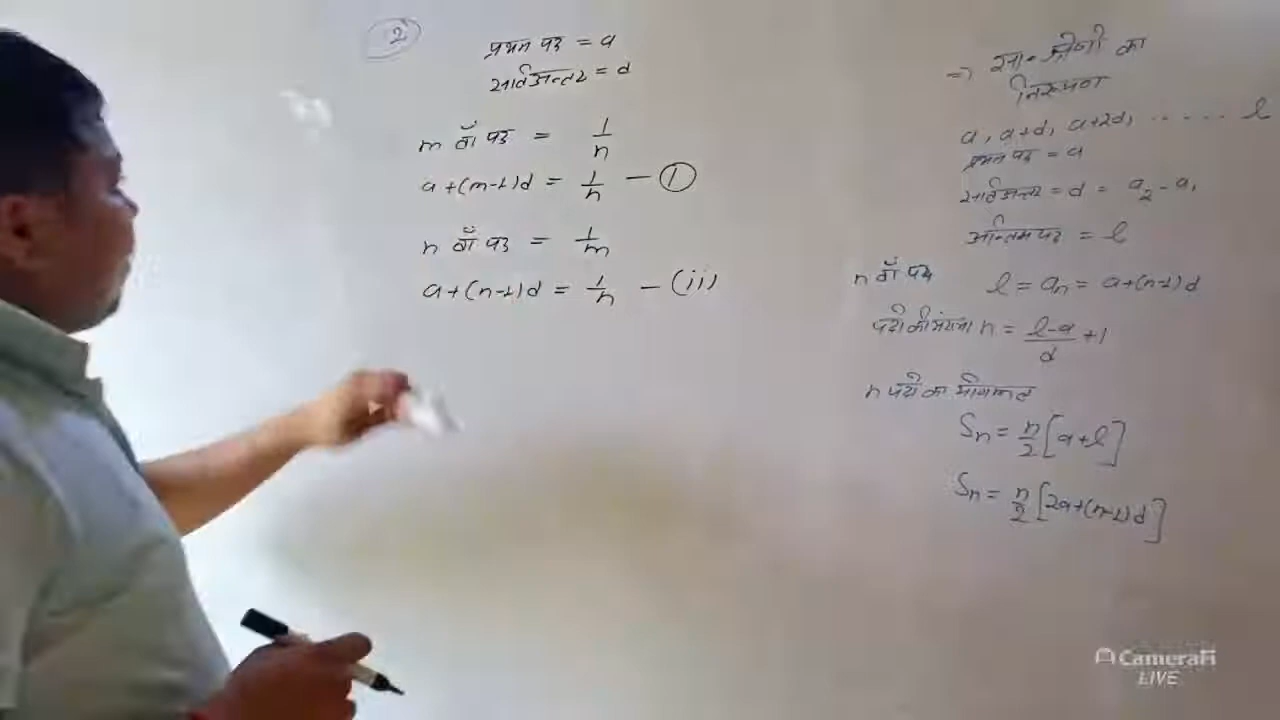 2
प्रथम पद = a
सार्वअन्तर = d
m वाँ पद = 1/n
a+(m-1)d = 1/n — ①
n वाँ पद = 1/m
a+(n-1)d = 1/n — (ii)
=> समा० श्रेणी का
निरूपण
a, a+d, a+2d, ..... l
प्रथम पद = a
सार्वअन्तर = d = a₂ - a₁
अन्तिम पद = l
n वाँ पद l = aₙ = a+(n-1)d
पदों की संख्या n = (l-a)/d +1
n पदों का योगफल
Sₙ = n/2 [a+l]
Sₙ = n/2 [2a+(n-1)d]
CameraFi
LIVE